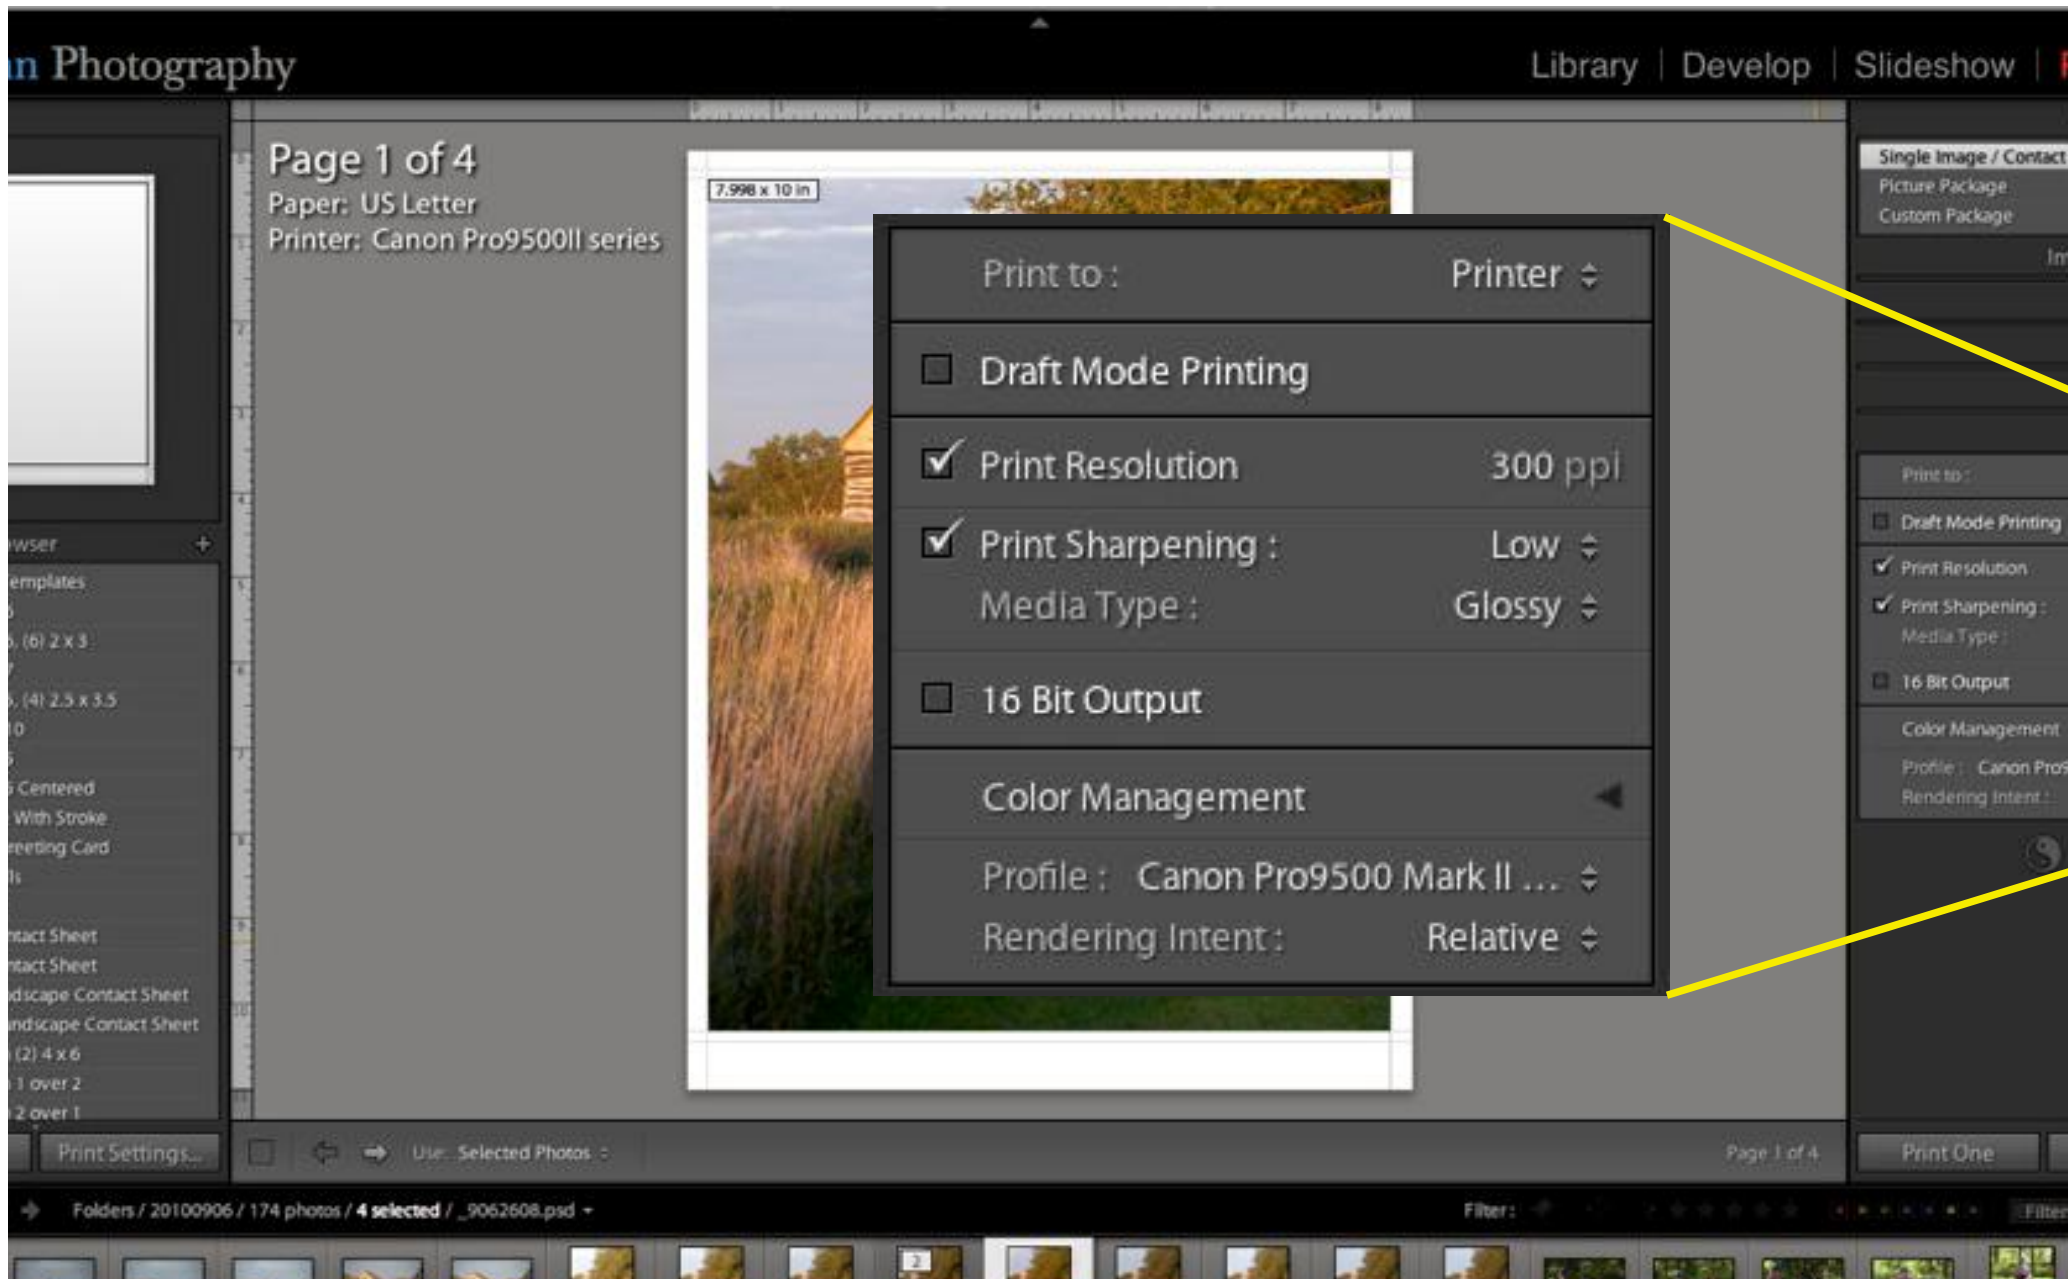 Photography
Library | Develop | Slideshow |
Page 1 of 4
Paper: US Letter
Printer: Canon Pro9500II series
7.998 x 10 in
Single Image / Contact
Picture Package
Custom Package
Print to :
Printer
Draft Mode Printing
Print Resolution
300 ppi
Print Sharpening :
Low
Media Type :
Glossy
16 Bit Output
Color Management
Profile :
Canon Pro9500 Mark II ...
Rendering Intent :
Relative
Print to :
Draft Mode Printing
Print Resolution
Print Sharpening :
Media Type :
16 Bit Output
Color Management
Profile : Canon
Rendering Intent :
+
(6) 2 x 3
(4) 2.5 x 3.5
Centered
With Stroke
Card
Sheet
Sheet
Contact Sheet
Contact Sheet
(2) 4 x 6
1 over 2
2 over 1
Print Settings...
Use: Selected Photos
Page 1 of 4
Print One
Folders / 20100906 / 174 photos / 4 selected / _9062608.psd
Filter :
Filter
2